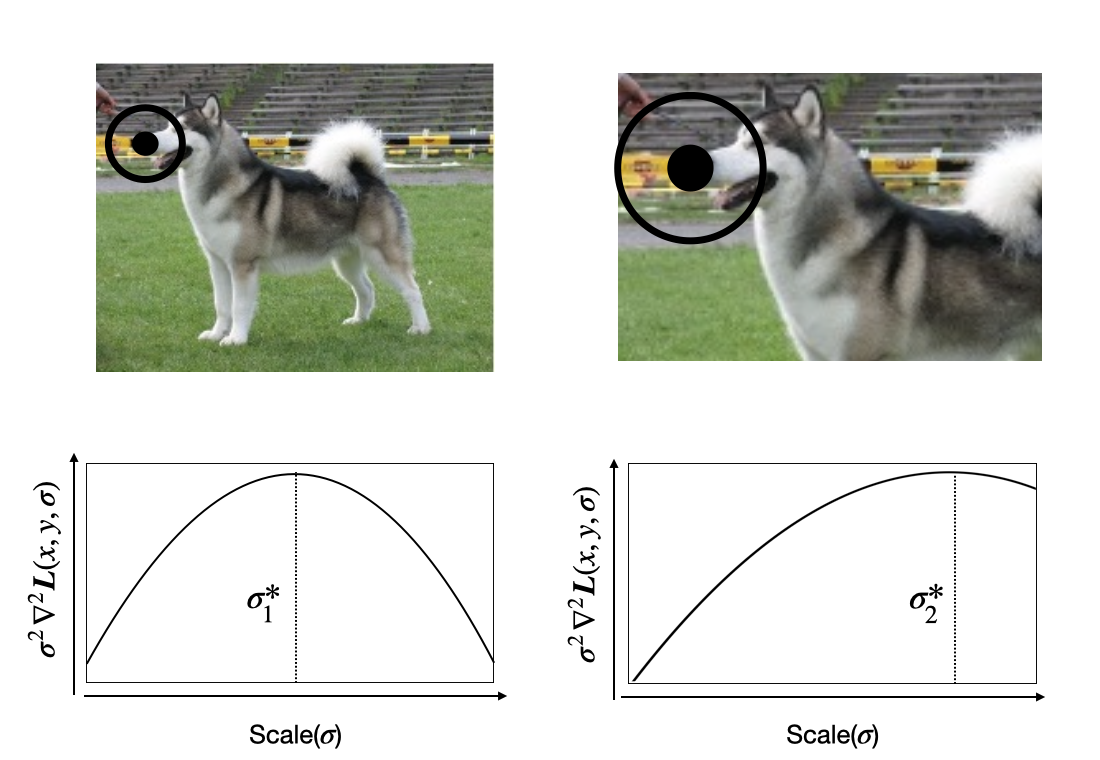 σ²∇²L(x, y, σ)
σ₁*
Scale(σ)
σ²∇²L(x, y, σ)
σ₂*
Scale(σ)